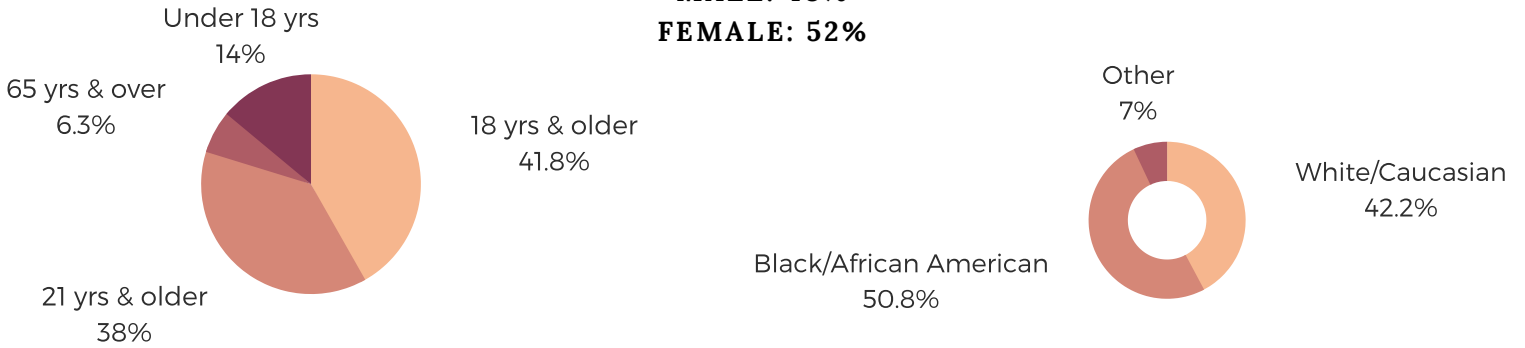 FEMALE: 52%
Under 18 yrs
14%
65 yrs & over
6.3%
18 yrs & older
41.8%
21 yrs & older
38%
Other
7%
White/Caucasian
42.2%
Black/African American
50.8%